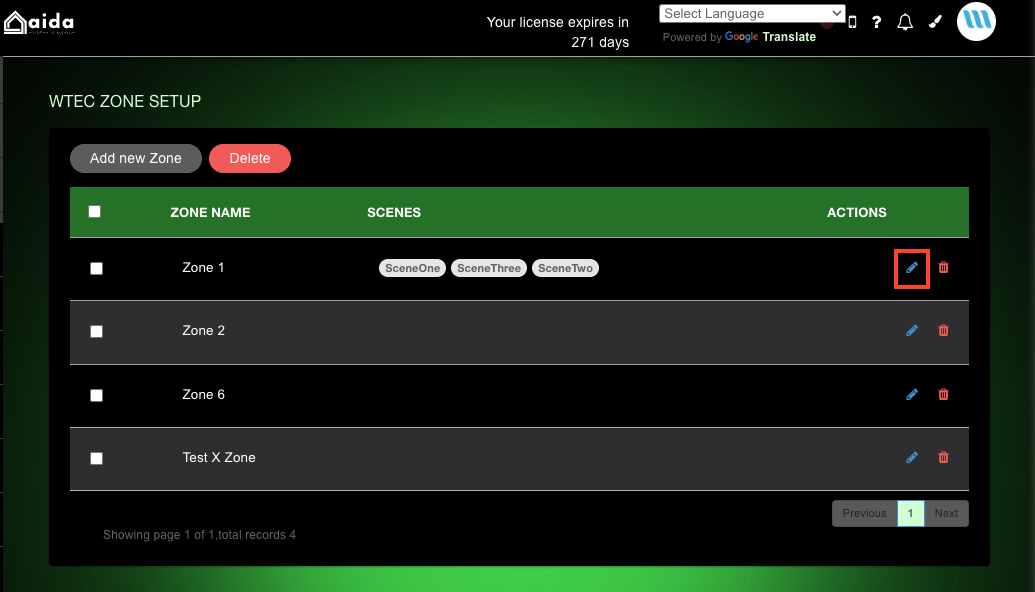 aida
Your license expires in
271 days
Select Language
?
Powered by Google Translate
WTEC ZONE SETUP
Add new Zone Delete
ZONE NAME SCENES ACTIONS
Zone 1 SceneOne SceneThree SceneTwo
Zone 2
Zone 6
Test X Zone
Previous 1 Next
Showing page 1 of 1,total records 4